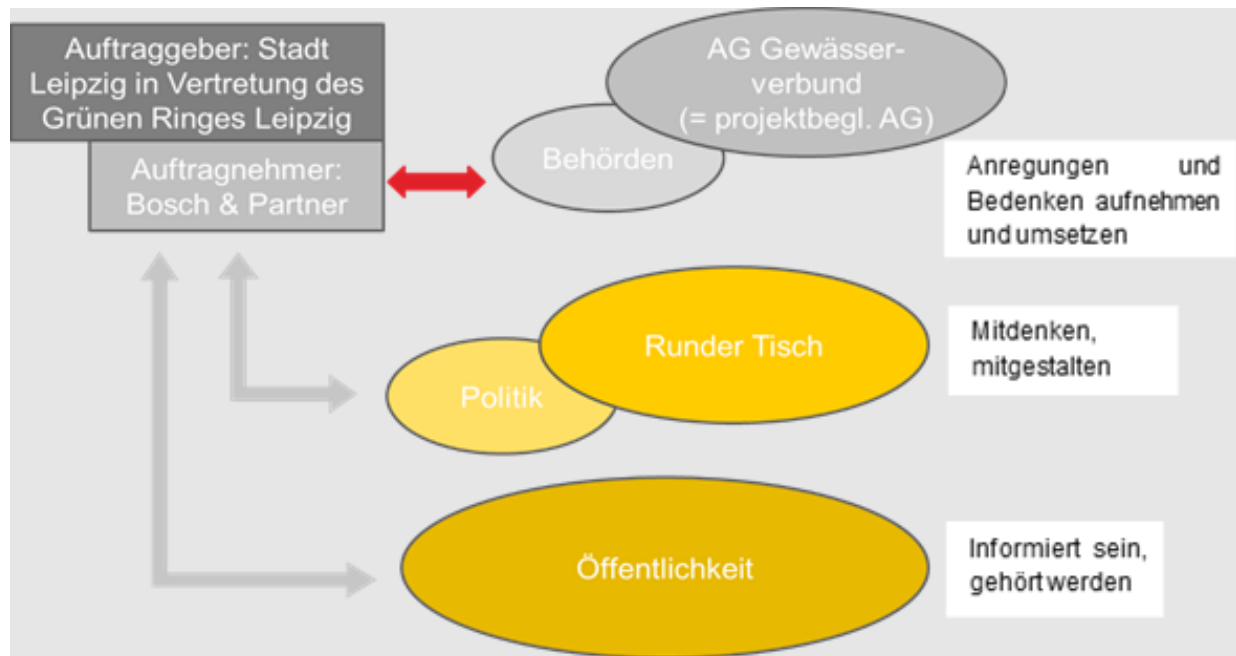 Auftraggeber: Stadt
Leipzig in Vertretung des
Grünen Ringes Leipzig
Auftragnehmer:
Bosch & Partner
AG Gewässer-
verbund
(= projektbegl. AG)
Behörden
Anregungen und
Bedenken aufnehmen
und umsetzen
Runder Tisch
Politik
Mitdenken,
mitgestalten
Öffentlichkeit
Informiert sein,
gehört werden